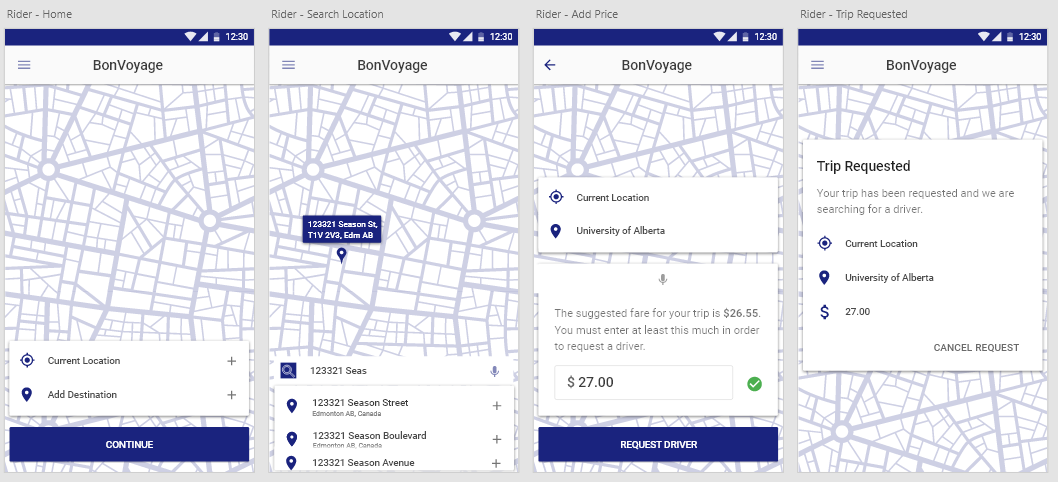 Rider - Home
12:30
BonVoyage
Current Location
Add Destination
CONTINUE
Rider - Search Location
12:30
BonVoyage
123321 Season St,
T1V 2V3, Edm AB
123321 Seas
123321 Season Street
Edmonton AB, Canada
123321 Season Boulevard
Edmonton AB, Canada
123321 Season Avenue
Rider - Add Price
12:30
BonVoyage
Current Location
University of Alberta
The suggested fare for your trip is $26.55.
You must enter at least this much in order
to request a driver.
$ 27.00
REQUEST DRIVER
Rider - Trip Requested
12:30
BonVoyage
Trip Requested
Your trip has been requested and we are
searching for a driver.
Current Location
University of Alberta
$ 27.00
CANCEL REQUEST